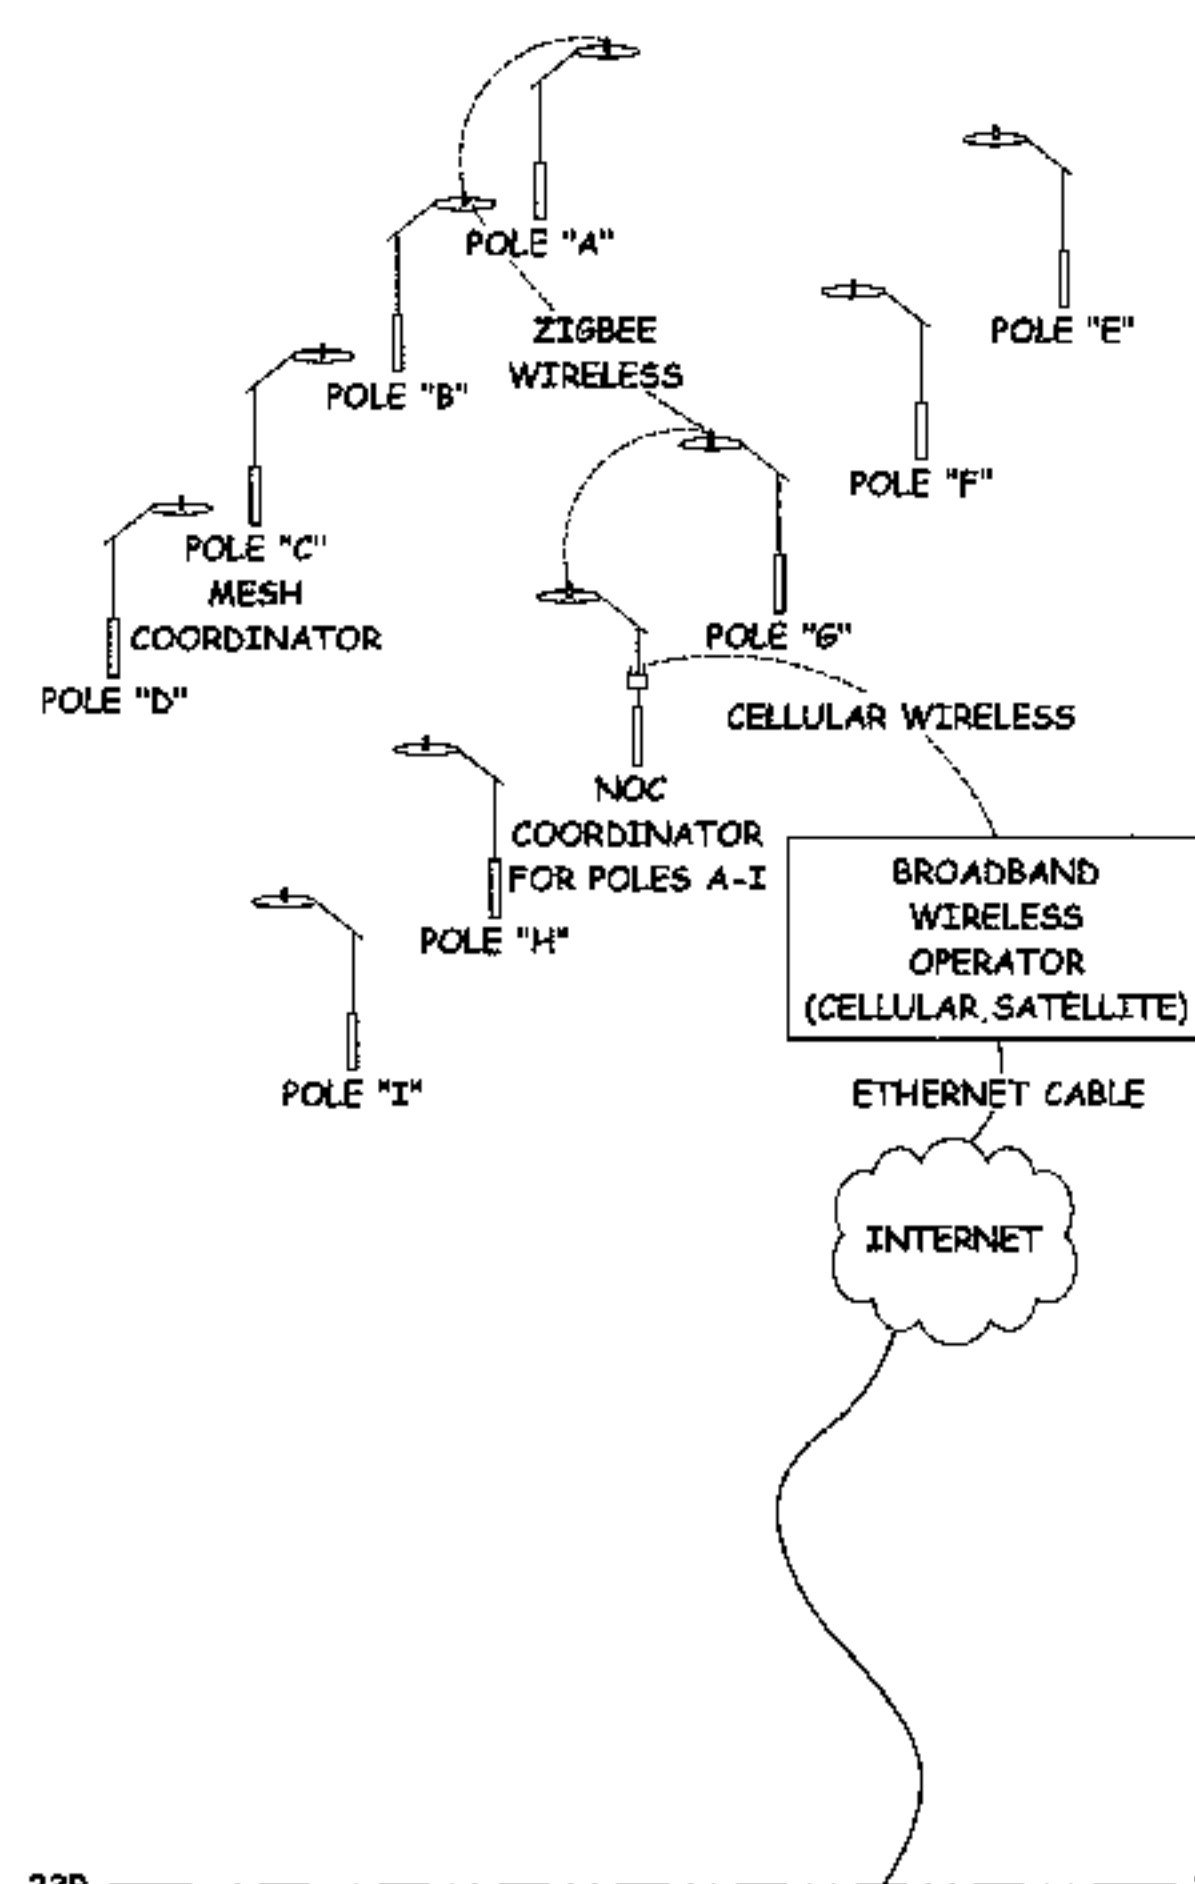 POLE "A"
POLE "E"
ZIGBEE
WIRELESS
POLE "B"
POLE "F"
POLE "C"
MESH
COORDINATOR
POLE "G"
POLE "D"
CELLULAR WIRELESS
NOC
COORDINATOR
FOR POLES A-I
BROADBAND
WIRELESS
OPERATOR
(CELLULAR, SATELLITE)
POLE "H"
POLE "I"
ETHERNET CABLE
INTERNET